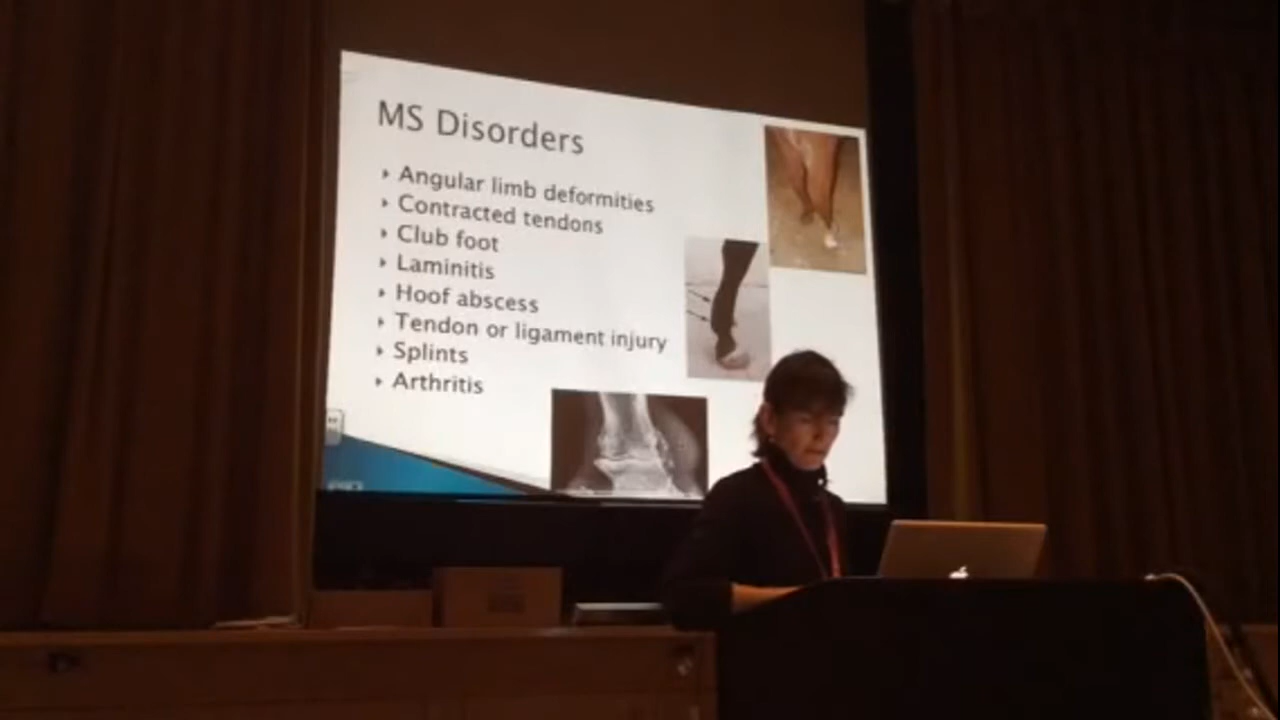 MS Disorders
Angular limb deformities
Contracted tendons
Club foot
Laminitis
Hoof abscess
Tendon or ligament injury
Splints
Arthritis